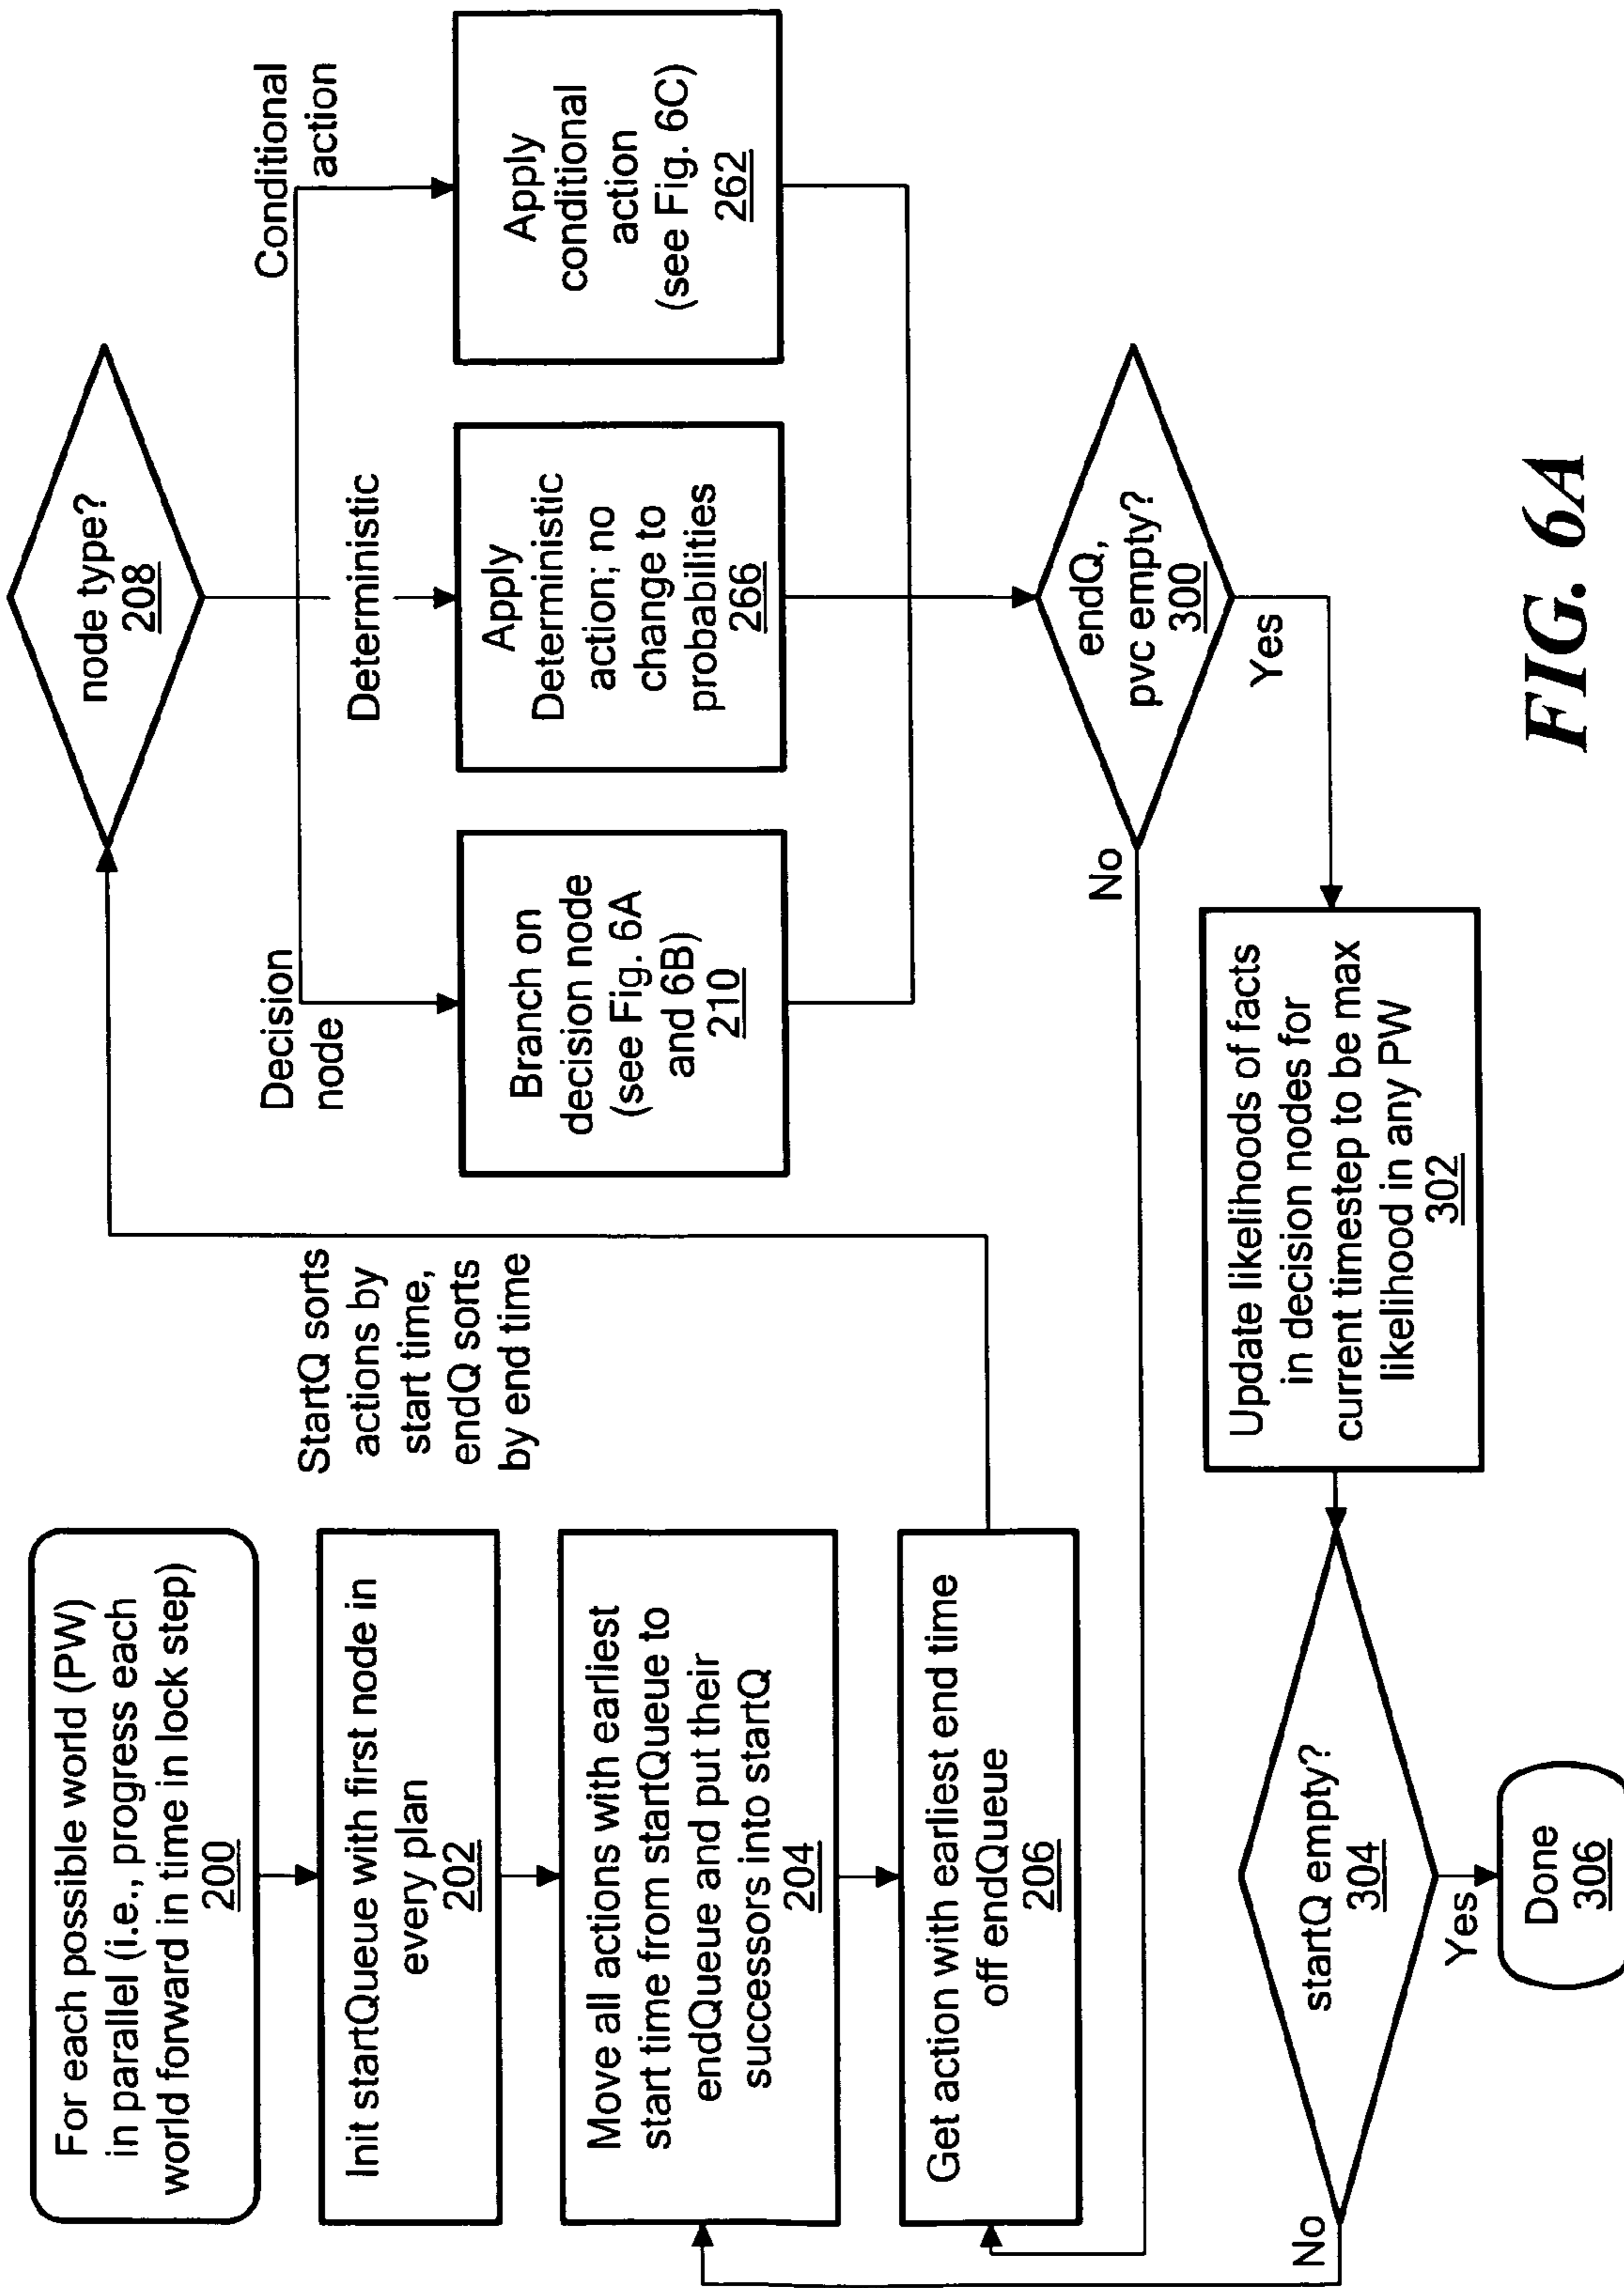 For each possible world (PW)
in parallel (i.e., progress each
world forward in time in lock step)
200
Init startQueue with first node in
every plan
202
Move all actions with earliest
start time from startQueue to
endQueue and put their
successors into startQ
204
Get action with earliest end time
off endQueue
206
StartQ sorts
actions by
start time,
endQ sorts
by end time
node type?
208
Decision
node
Deterministic
Conditional
action
Branch on
decision node
(see Fig. 6A
and 6B)
210
Apply
Deterministic
action; no
change to
probabilities
266
Apply
conditional
action
(see Fig. 6C)
262
endQ,
pvc empty?
300
No
Yes
Update likelihoods of facts
in decision nodes for
current timestep to be max
likelihood in any PW
302
startQ empty?
304
No
Yes
Done
306
FIG. 6A